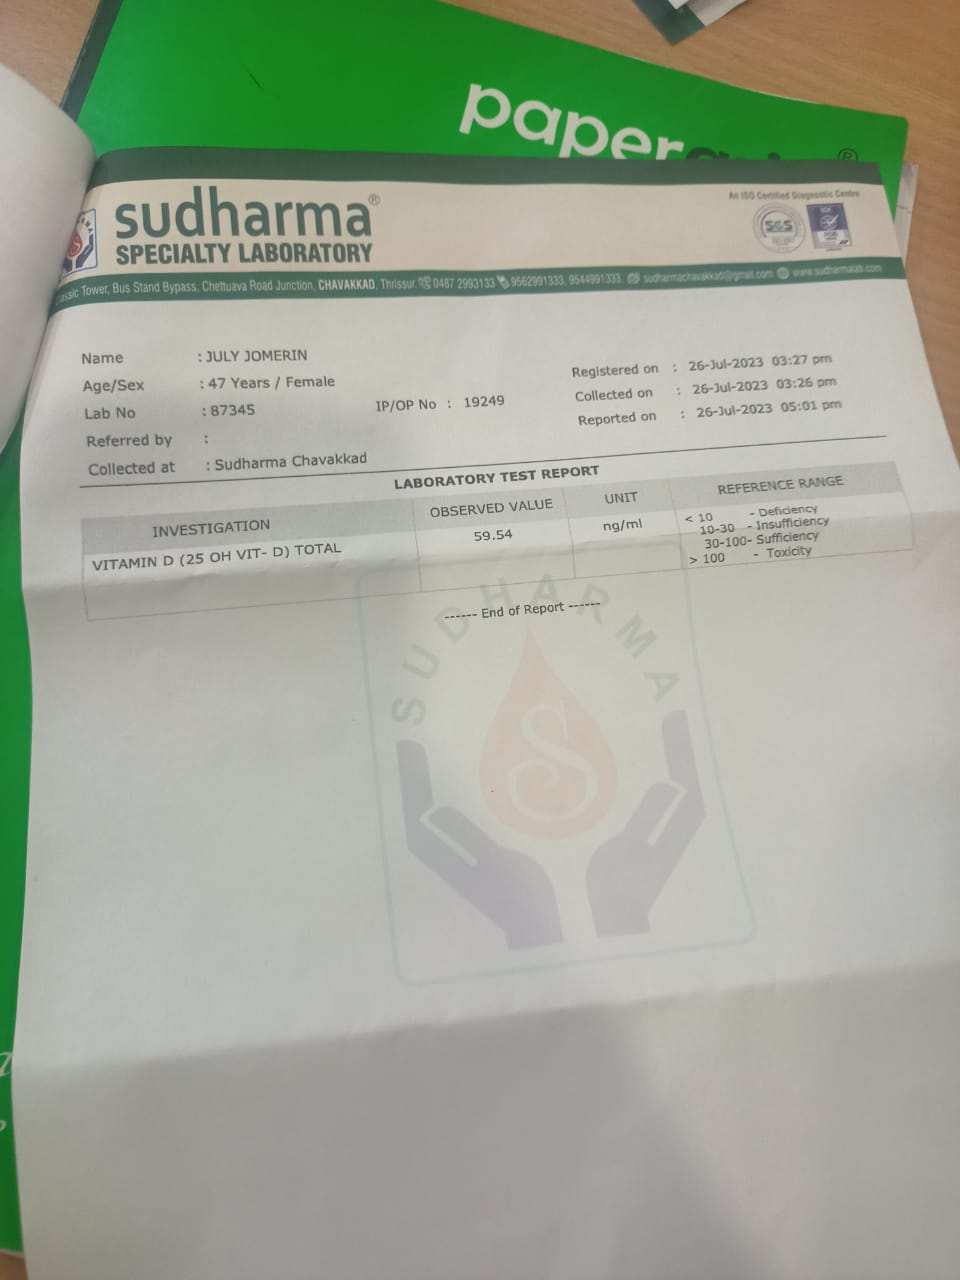 paper
®
sudharma®
SPECIALTY LABORATORY
An ISO Certified Diagnostic Centre
SGS
Tower, Bus Stand Bypass, Chettuava Road Junction, CHAVAKKAD, Thrissur. 0487 2993133 9562991333, 9544991333 sudharmachavakkad@gmail.com www.sudharmalab.com
Name : JULY JOMERIN
Age/Sex : 47 Years / Female
Lab No : 87345 IP/OP No : 19249
Referred by :
Collected at : Sudharma Chavakkad
Registered on : 26-Jul-2023 03:27 pm
Collected on : 26-Jul-2023 03:26 pm
Reported on : 26-Jul-2023 05:01 pm
LABORATORY TEST REPORT
INVESTIGATION OBSERVED VALUE UNIT REFERENCE RANGE
VITAMIN D (25 OH VIT- D) TOTAL 59.54 ng/ml < 10 - Deficiency
10-30 - Insufficiency
30-100- Sufficiency
> 100 - Toxicity
------ End of Report ------
SUDHARMA
S